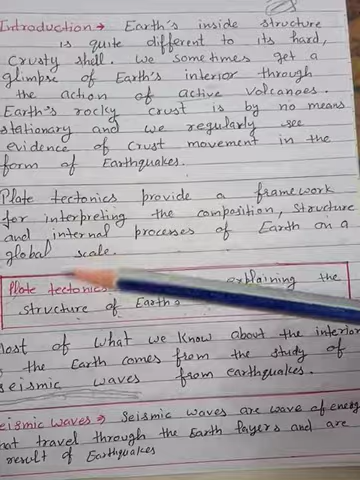 Introduction → Earth's inside structure
is quite different to its hard,
crusty shell. We sometimes get a
glimpse of Earth's interior through
the action of active volcanoes.
Earth's rocky crust is by no means
stationary and we regularly see
evidence of crust movement in the
form of Earthquakes.
Plate tectonics provide a framework
for interpreting the composition, structure
and internal processes of Earth on a
global scale.
Plate tectonics explaining the
structure of Earth's
Most of what we know about the interior
the Earth comes from the study of
seismic waves from earthquakes.
Seismic waves → Seismic waves are wave of energy
that travel through the Earth layers and are
result of Earthquakes